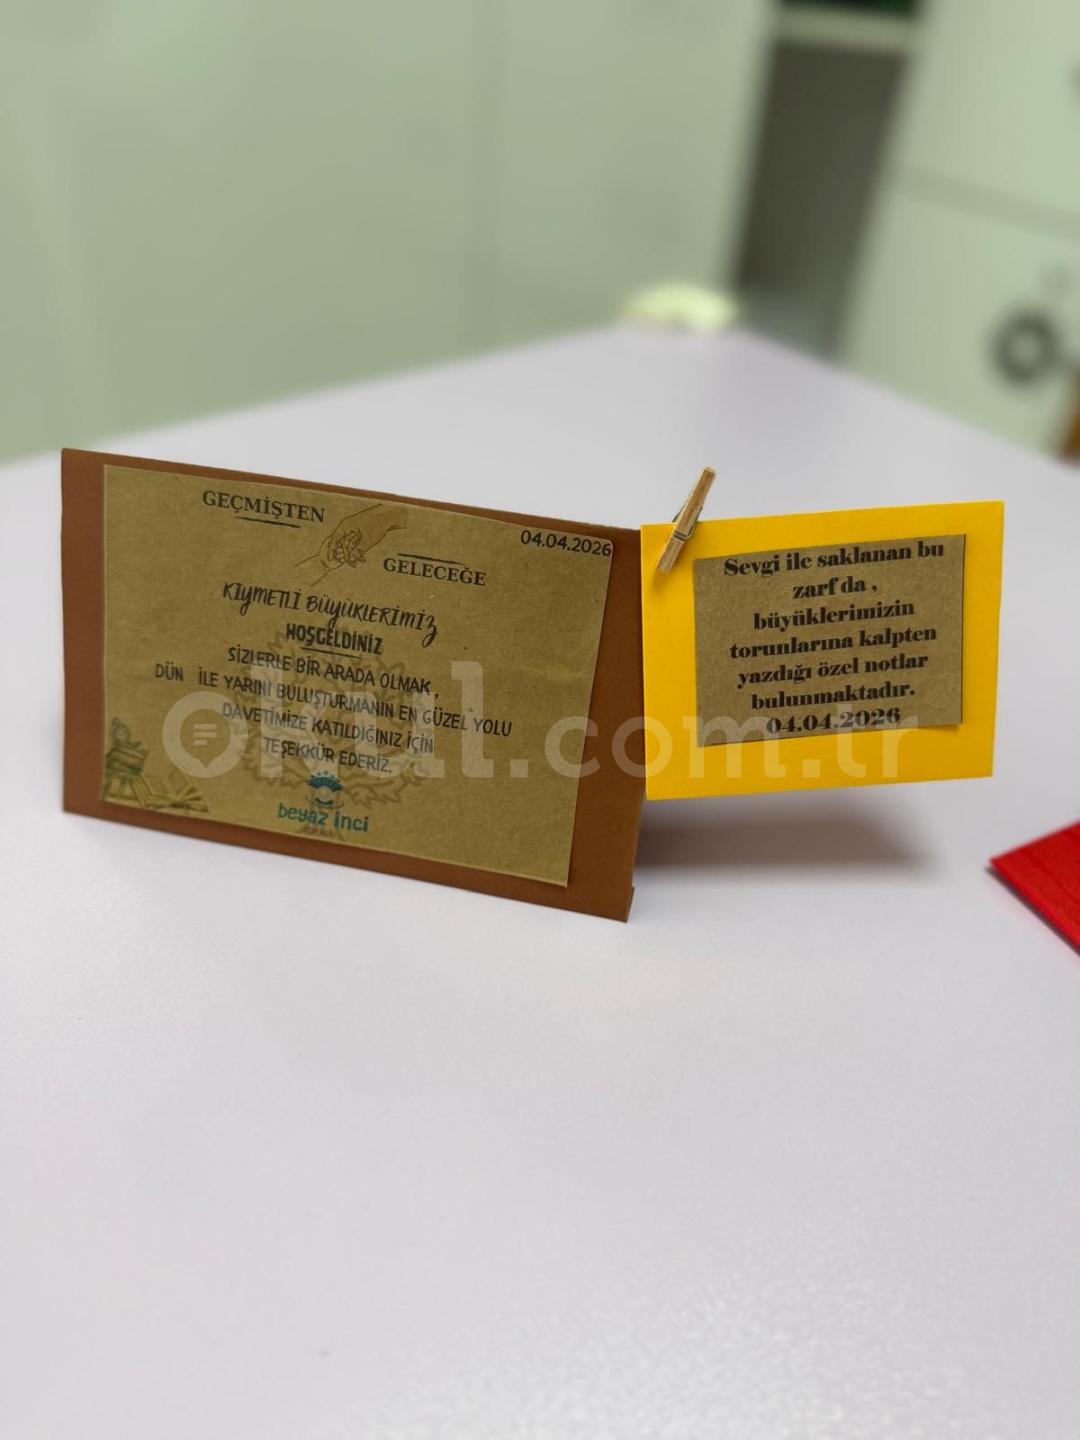 GEÇMİŞTEN
GELECEĞE
04.04.2026
KIYMETLİ BÜYÜKLERİMİZ
HOŞGELDİNİZ
SİZLERLE BİR ARADA OLMAK,
DÜN İLE YARINI BULUŞTURMANIN EN GÜZEL YOLU
DAVETİMİZE KATILDIĞINIZ İÇİN
TEŞEKKÜR EDERİZ.
beyaz inci
Sevgi ile saklanan bu
zarf da ,
büyüklerimizin
torunlarına kalpten
yazdığı özel notlar
bulunmaktadır.
04.04.2026
okul.com.tr